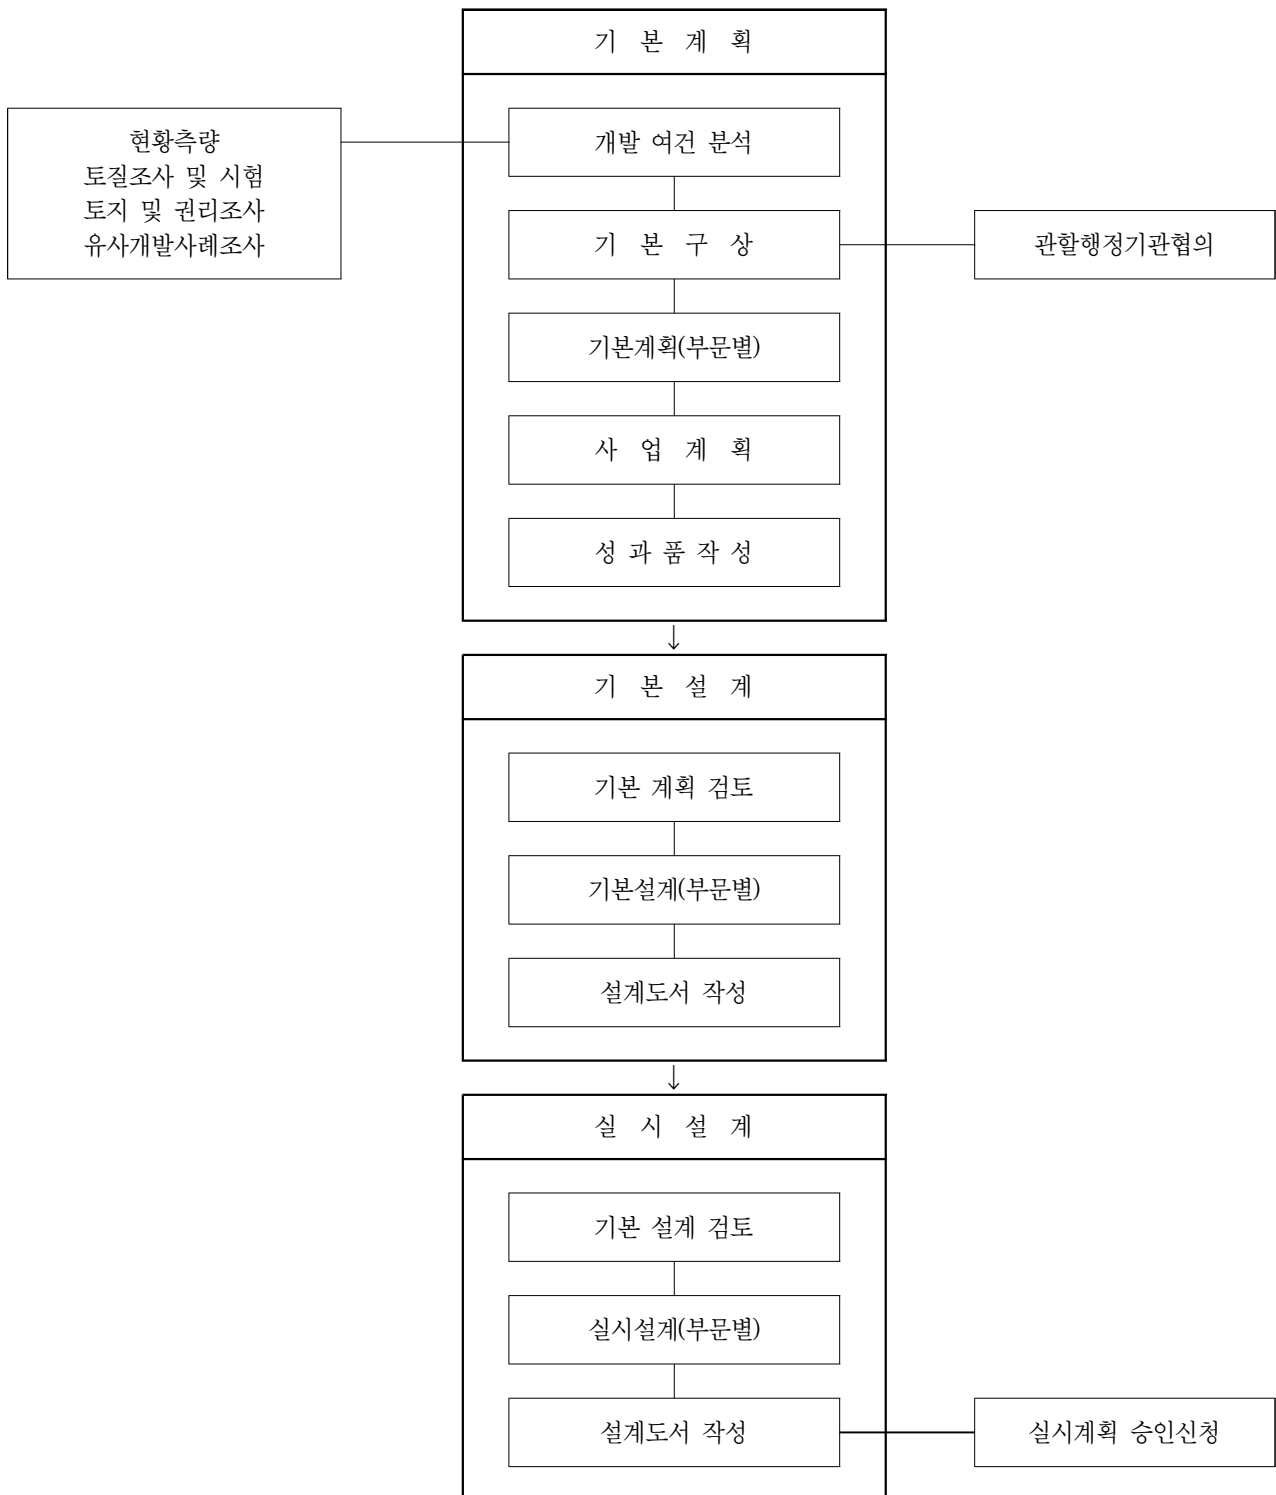 기 본 계 획
현황측량
토질조사 및 시험
토지 및 권리조사
유사개발사례조사
개발 여건 분석
기 본 구 상
관할행정기관협의
기본계획(부문별)
사 업 계 획
성 과 품 작 성
↓
기 본 설 계
기본 계획 검토
기본설계(부문별)
설계도서 작성
↓
실 시 설 계
기본 설계 검토
실시설계(부문별)
설계도서 작성
실시계획 승인신청